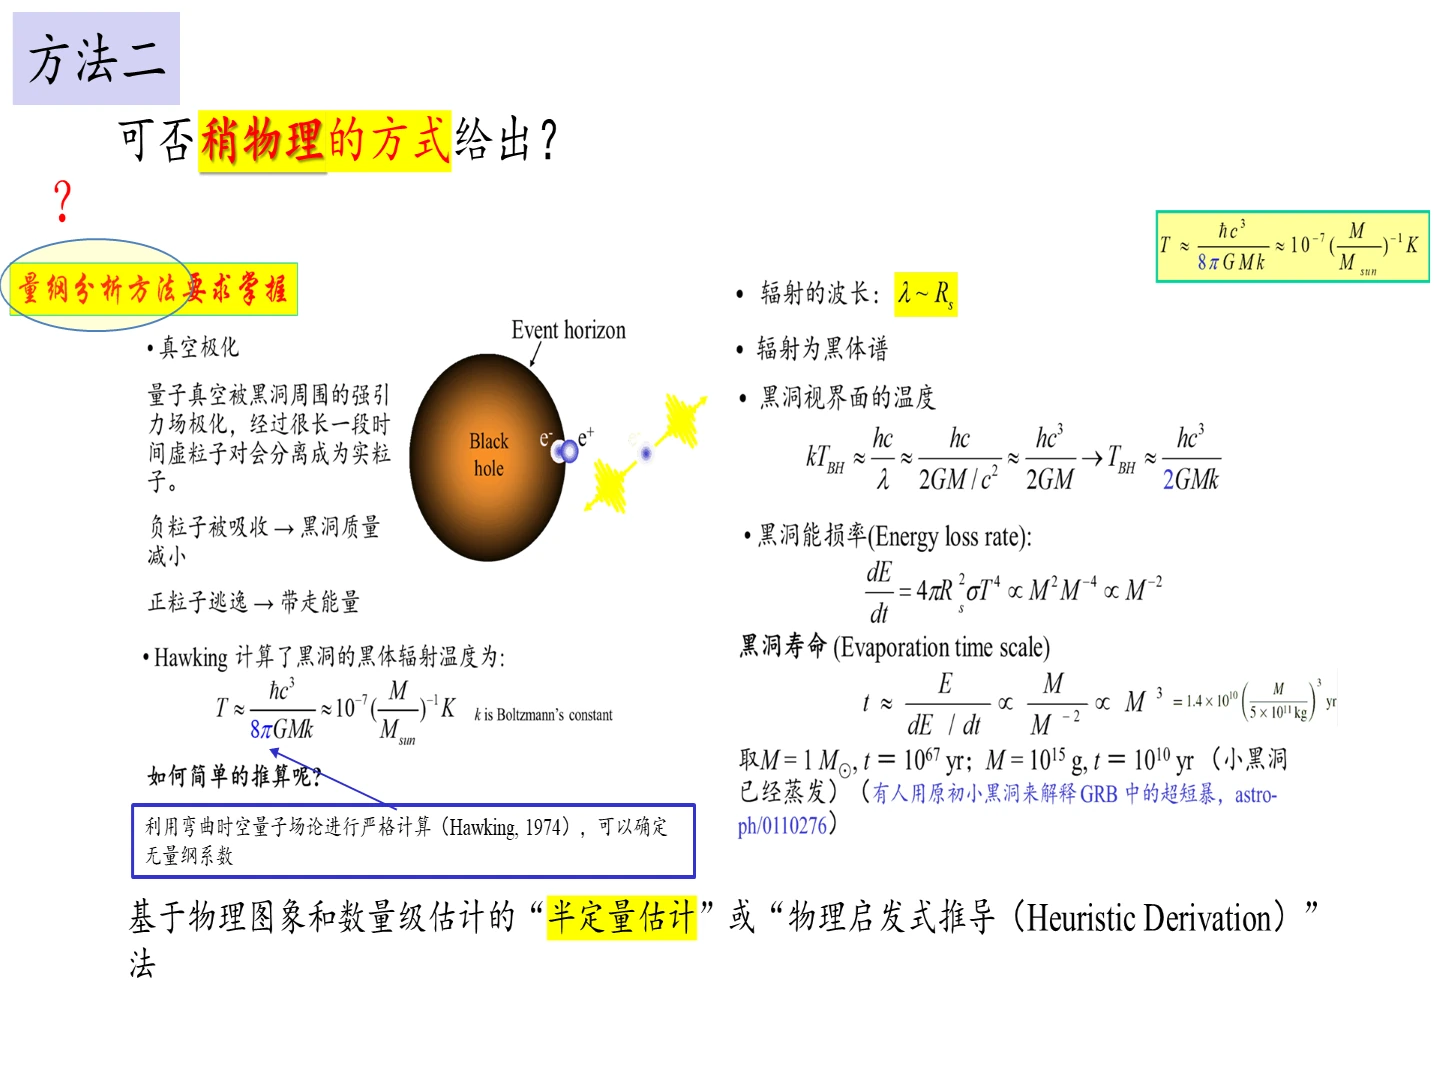 方法二
可否稍物理的方式给出？
？
量纲分析方法要求掌握
• 真空极化
量子真空被黑洞周围的强引
力场极化，经过很长一段时
间虚粒子对会分离成为实粒
子。
负粒子被吸收 → 黑洞质量
减小
正粒子逃逸 → 带走能量
Event horizon
Black
hole
e⁻
e⁺
• Hawking 计算了黑洞的黑体辐射温度为:
T ≈ ħc³/8πGMk ≈ 10⁻⁷ (M/M_sun)⁻¹ K
k is Boltzmann’s constant
如何简单的推算呢?
利用弯曲时空量子场论进行严格计算（Hawking, 1974），可以确定
无量纲系数
T ≈ ħc³/8πGMk ≈ 10⁻⁷ (M/M_sun)⁻¹ K
• 辐射的波长： λ ~ R_s
• 辐射为黑体谱
• 黑洞视界面的温度
kT_BH ≈ hc/λ ≈ hc/(2GM / c²) ≈ hc³/2GM → T_BH ≈ hc³/2GMk
• 黑洞能损率(Energy loss rate):
dE/dt = 4πR_s²σT⁴ ∝ M²M⁻⁴ ∝ M⁻²
黑洞寿命 (Evaporation time scale)
t ≈ E/(dE / dt) ∝ M/M⁻² ∝ M³ = 1.4 × 10¹⁰ (M/5 × 10¹¹ kg)³ yr
取M = 1 M_⊙, t = 10⁶⁷ yr；M = 10¹⁵ g, t = 10¹⁰ yr （小黑洞
已经蒸发）（有人用原初小黑洞来解释GRB 中的超短暴，astro-
ph/0110276）
基于物理图象和数量级估计的“半定量估计”或“物理启发式推导（Heuristic Derivation）”
法